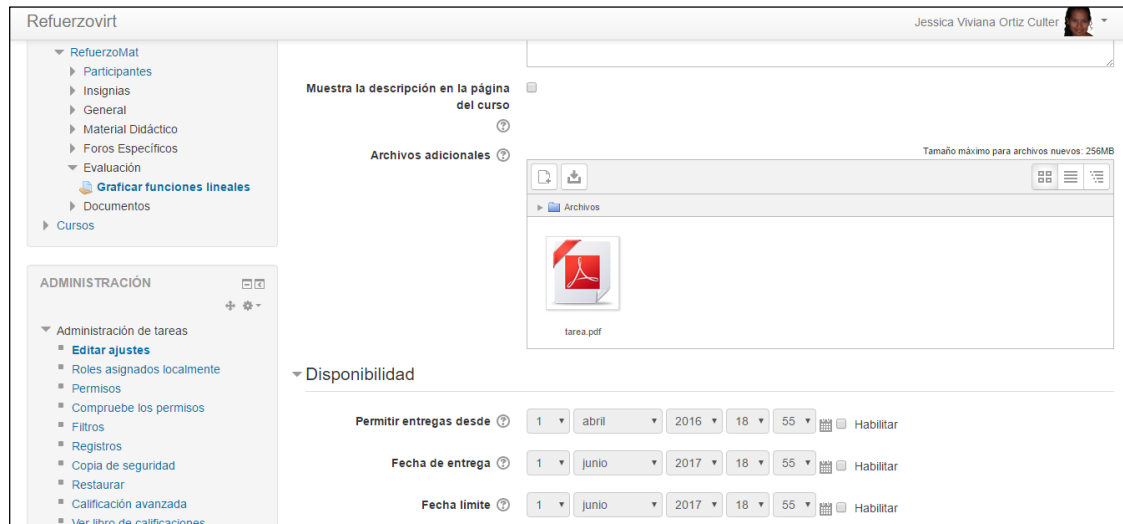 Refuerzovirt
Jessica Viviana Ortiz Culter
RefuerzoMat
Participantes
Insignias
General
Material Didáctico
Foros Específicos
Evaluación
Graficar funciones lineales
Documentos
Cursos
ADMINISTRACIÓN
Administración de tareas
Editar ajustes
Roles asignados localmente
Permisos
Compruebe los permisos
Filtros
Registros
Copia de seguridad
Restaurar
Calificación avanzada
Ver libro de calificaciones
Muestra la descripción en la página
del curso
Archivos adicionales
Tamaño máximo para archivos nuevos: 256MB
Archivos
tarea.pdf
Disponibilidad
Permitir entregas desde 1 abril 2016 18 55 Habilitar
Fecha de entrega 1 junio 2017 18 55 Habilitar
Fecha límite 1 junio 2017 18 55 Habilitar